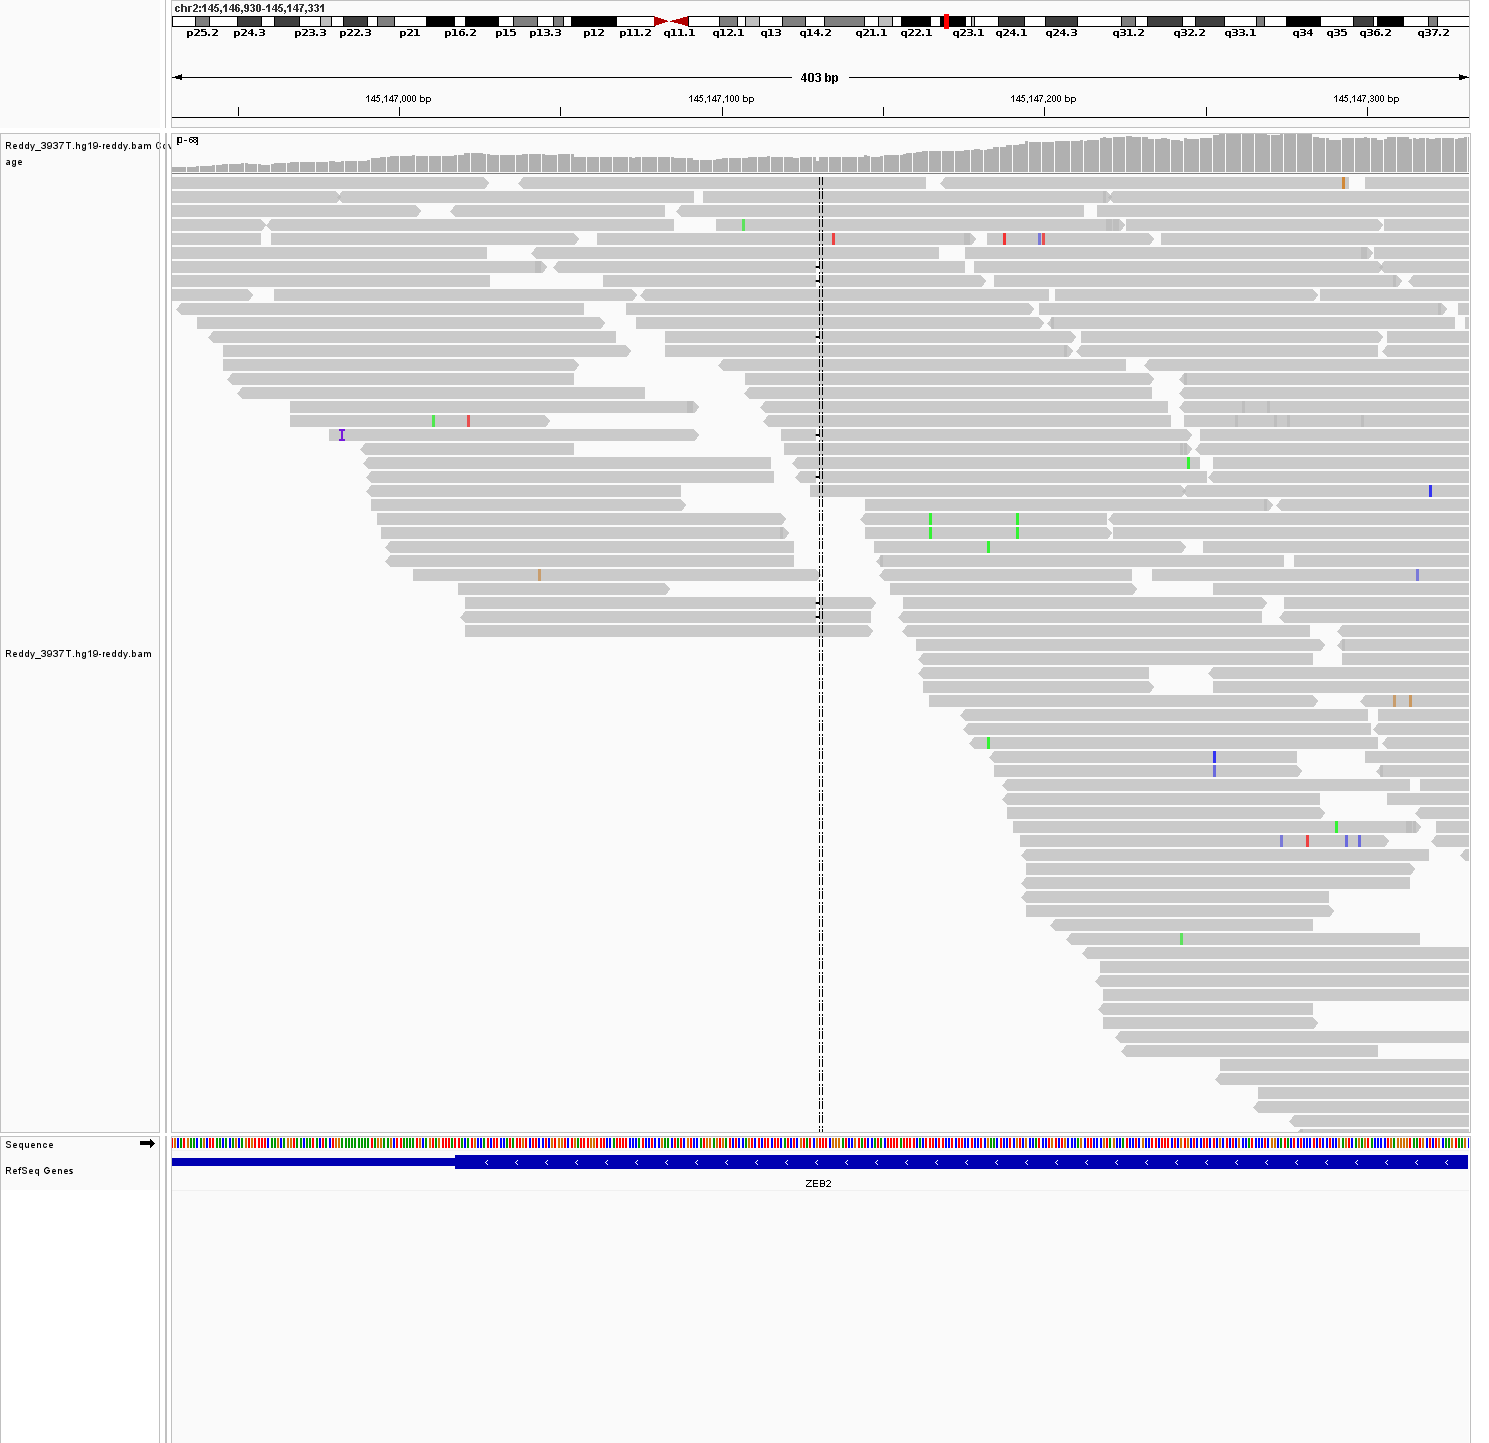 chr2:145,146,930-145,147,331
p25.2 p24.3 p23.3 p22.3 p21 p16.2 p15 p13.3 p12 p11.2 q11.1 q12.1 q13 q14.2 q21.1 q22.1 q23.1 q24.1 q24.3 q31.2 q32.2 q33.1 q34 q35 q36.2 q37.2
403 bp
145,147,000 bp 145,147,100 bp 145,147,200 bp 145,147,300 bp
[0-68]
Reddy_3937T.hg19-reddy.bam Cov
age
Reddy_3937T.hg19-reddy.bam
Sequence
RefSeq Genes
ZEB2